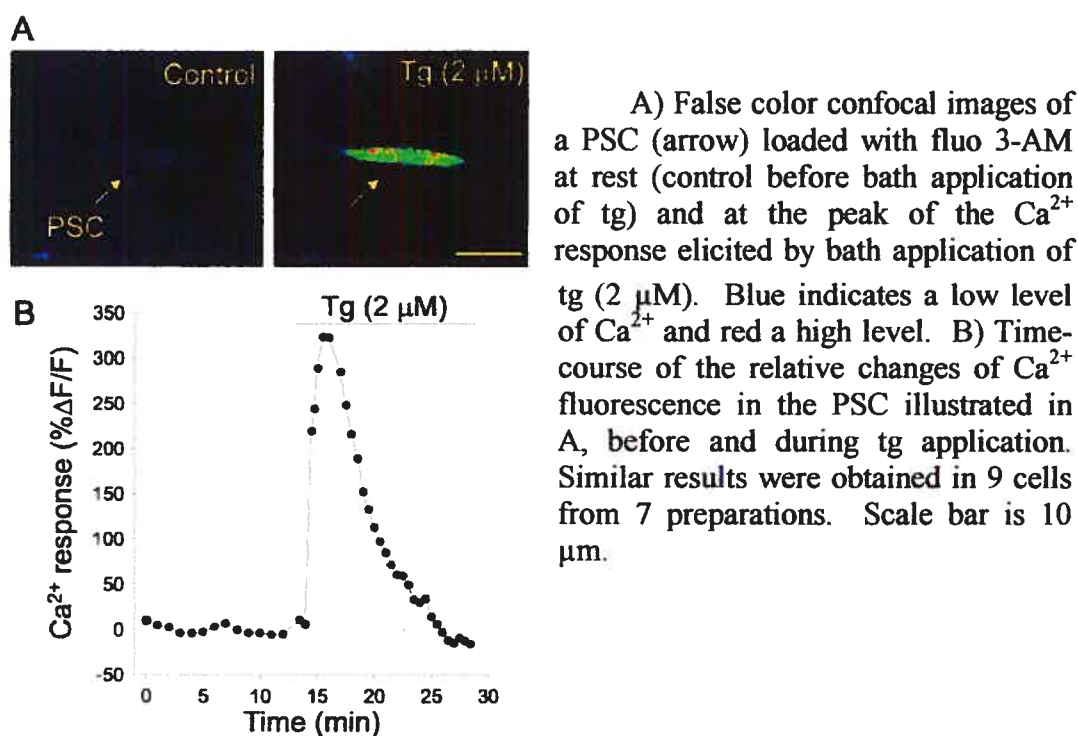 A
Control
Tg (2 µM)
PSC
B
Tg (2 µM)
Ca²⁺ response (%ΔF/F)
350
300
250
200
150
100
50
0
-50
0 5 10 15 20 25 30
Time (min)
A) False color confocal images of
a PSC (arrow) loaded with fluo 3-AM
at rest (control before bath application
of tg) and at the peak of the Ca²⁺
response elicited by bath application of
tg (2 µM). Blue indicates a low level
of Ca²⁺ and red a high level. B) Time-
course of the relative changes of Ca²⁺
fluorescence in the PSC illustrated in
A, before and during tg application.
Similar results were obtained in 9 cells
from 7 preparations. Scale bar is 10
µm.